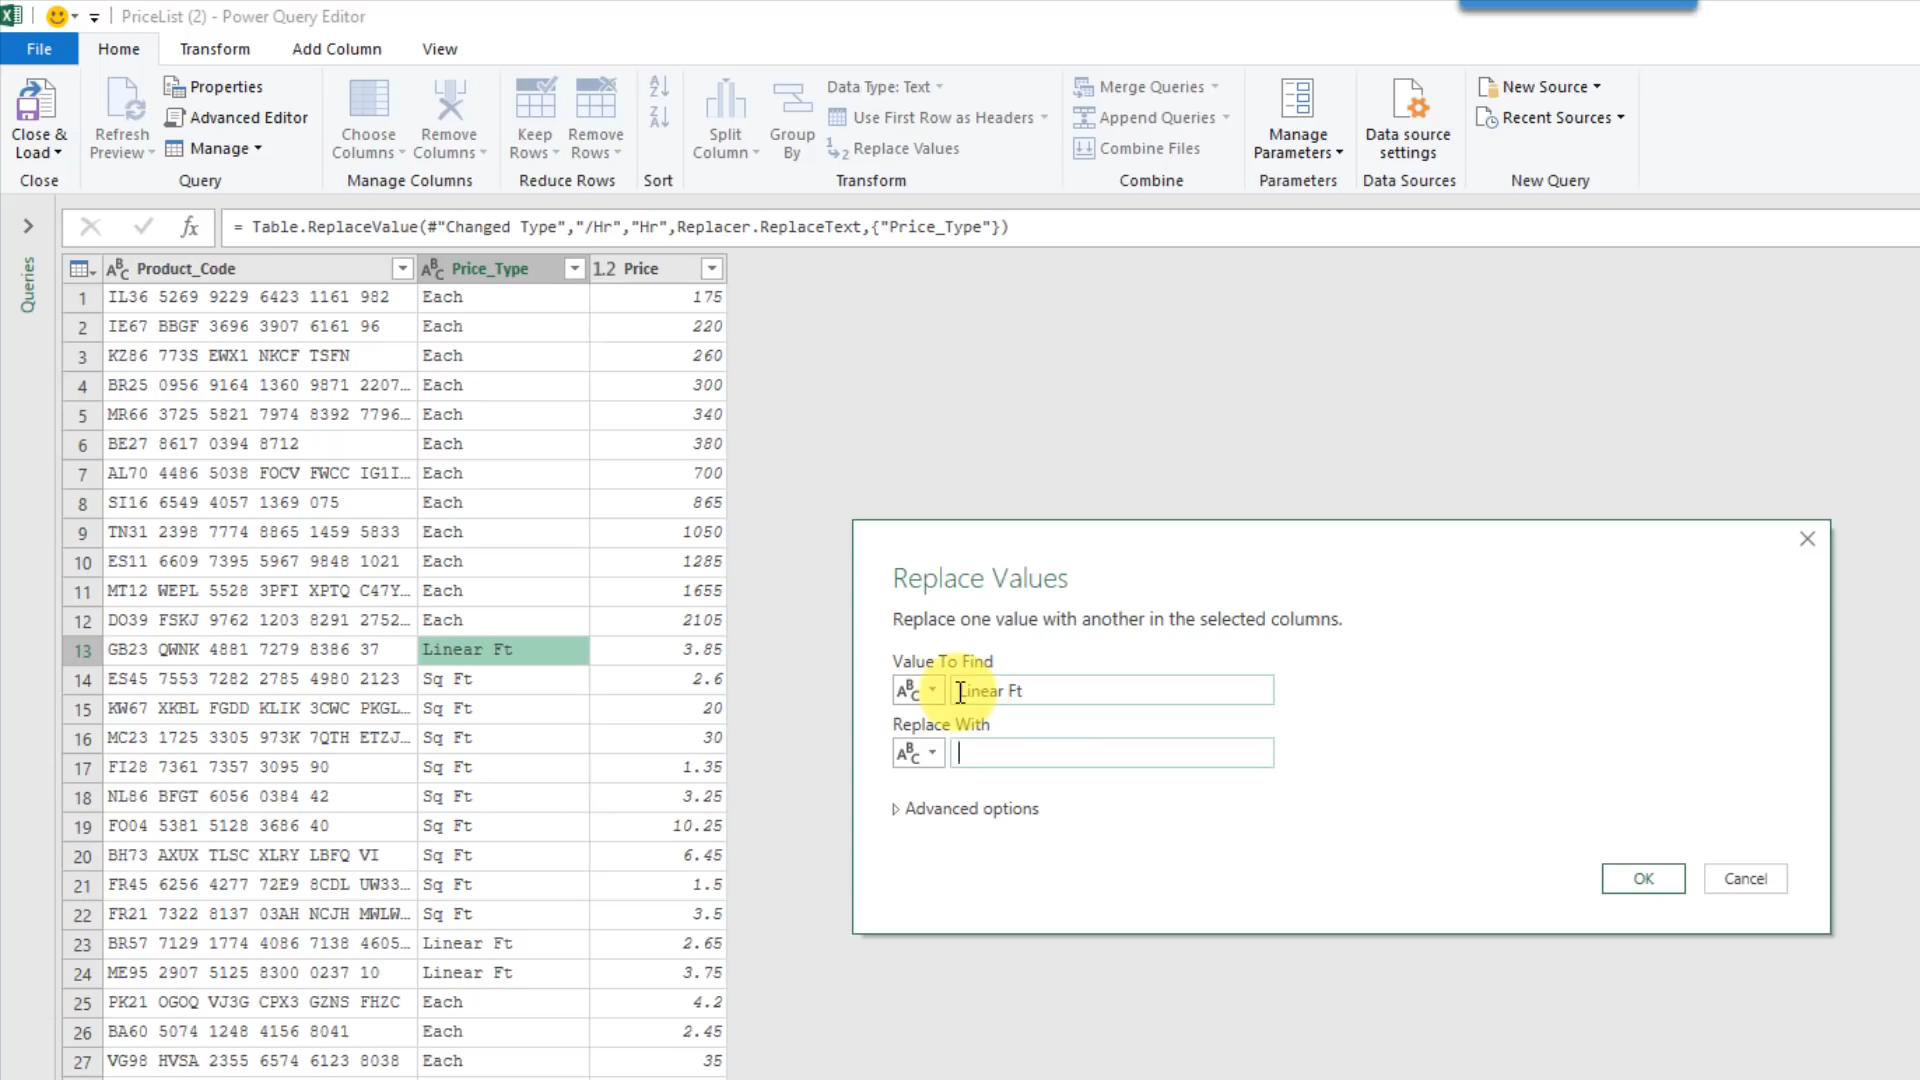 PriceList (2) - Power Query Editor
File Home Transform Add Column View
Close & Load
Close
Refresh Preview
Properties
Advanced Editor
Manage
Query
Choose Columns
Remove Columns
Manage Columns
Keep Rows
Remove Rows
Reduce Rows
Sort
Split Column
Group By
Data Type: Text
Use First Row as Headers
Replace Values
Transform
Merge Queries
Append Queries
Combine Files
Combine
Manage Parameters
Parameters
Data source settings
Data Sources
New Source
Recent Sources
New Query
fx = Table.ReplaceValue(#"Changed Type","/Hr","Hr",Replacer.ReplaceText,{"Price_Type"})
Queries
ABC Product_Code ABC Price_Type 1.2 Price
1 IL36 5269 9229 6423 1161 982 Each 175
2 IE67 BBGF 3696 3907 6161 96 Each 220
3 KZ86 773S EWX1 NKCF TSFN Each 260
4 BR25 0956 9164 1360 9871 2207… Each 300
5 MR66 3725 5821 7974 8392 7796… Each 340
6 BE27 8617 0394 8712 Each 380
7 AL70 4486 5038 FOCV FWCC IG1I… Each 700
8 SI16 6549 4057 1369 075 Each 865
9 TN31 2398 7774 8865 1459 5833 Each 1050
10 ES11 6609 7395 5967 9848 1021 Each 1285
11 MT12 WEPL 5528 3PFI XPTQ C47Y… Each 1655
12 DO39 FSKJ 9762 1203 8291 2752… Each 2105
13 GB23 QWNK 4881 7279 8386 37 Linear Ft 3.85
14 ES45 7553 7282 2785 4980 2123 Sq Ft 2.6
15 KW67 XKBL FGDD KLIK 3CWC PKGL… Sq Ft 20
16 MC23 1725 3305 973K 7QTH ETZJ… Sq Ft 30
17 FI28 7361 7357 3095 90 Sq Ft 1.35
18 NL86 BFGT 6056 0384 42 Sq Ft 3.25
19 FO04 5381 5128 3686 40 Sq Ft 10.25
20 BH73 AXUX TLSC XLRY LBFQ VI Sq Ft 6.45
21 FR45 6256 4277 72E9 8CDL UW33… Sq Ft 1.5
22 FR21 7322 8137 03AH NCJH MWLW… Sq Ft 3.5
23 BR57 7129 1774 4086 7138 4605… Linear Ft 2.65
24 ME95 2907 5125 8300 0237 10 Linear Ft 3.75
25 PK21 OGOQ VJ3G CPX3 GZNS FHZC Each 4.2
26 BA60 5074 1248 4156 8041 Each 2.45
27 VG98 HVSA 2355 6574 6123 8038 Each 35
Replace Values
Replace one value with another in the selected columns.
Value To Find
ABC Linear Ft
Replace With
ABC
Advanced options
OK Cancel